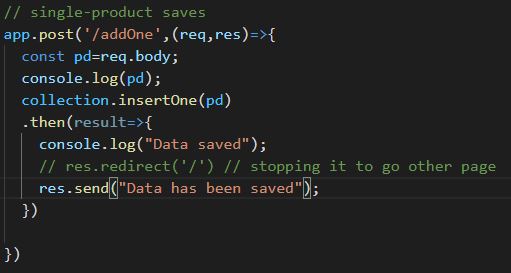 // single-product saves
app.post('/addOne',(req,res)=>{
const pd=req.body;
console.log(pd);
collection.insertOne(pd)
.then(result=>{
console.log("Data saved");
// res.redirect('/') // stopping it to go other page
res.send("Data has been saved");
})
})